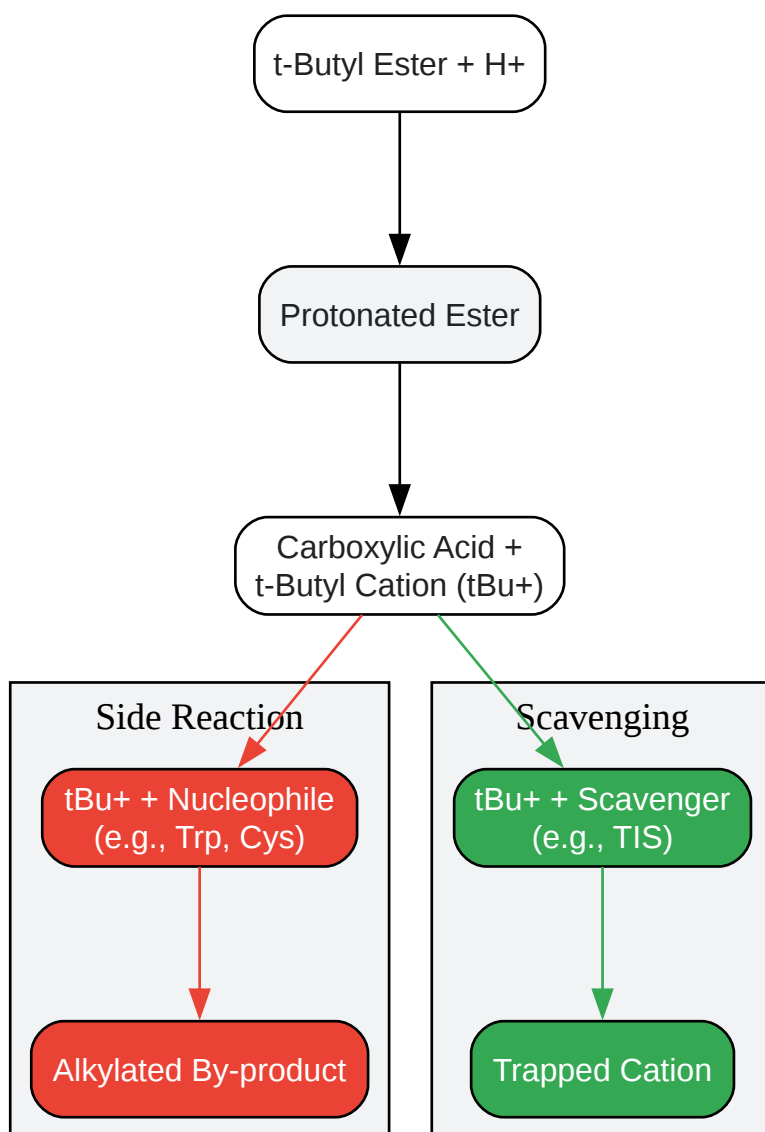 t-Butyl Ester + H+
Protonated Ester
Carboxylic Acid +
t-Butyl Cation (tBu+)
Side Reaction
tBu+ + Nucleophile
(e.g., Trp, Cys)
Alkylated By-product
Scavenging
tBu+ + Scavenger
(e.g., TIS)
Trapped Cation